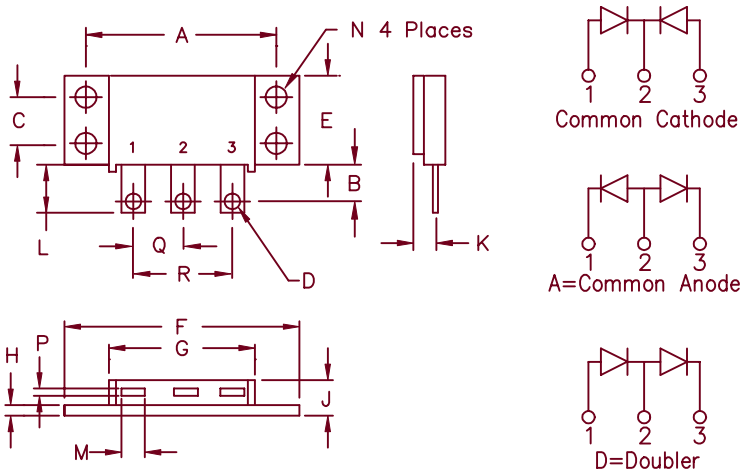 A
N 4 Places
C
1 2 3
E
B
L
Q
R
D
K
F
G
P
H
J
M
1 2 3
Common Cathode
1 2 3
A=Common Anode
1 2 3
D=Doubler